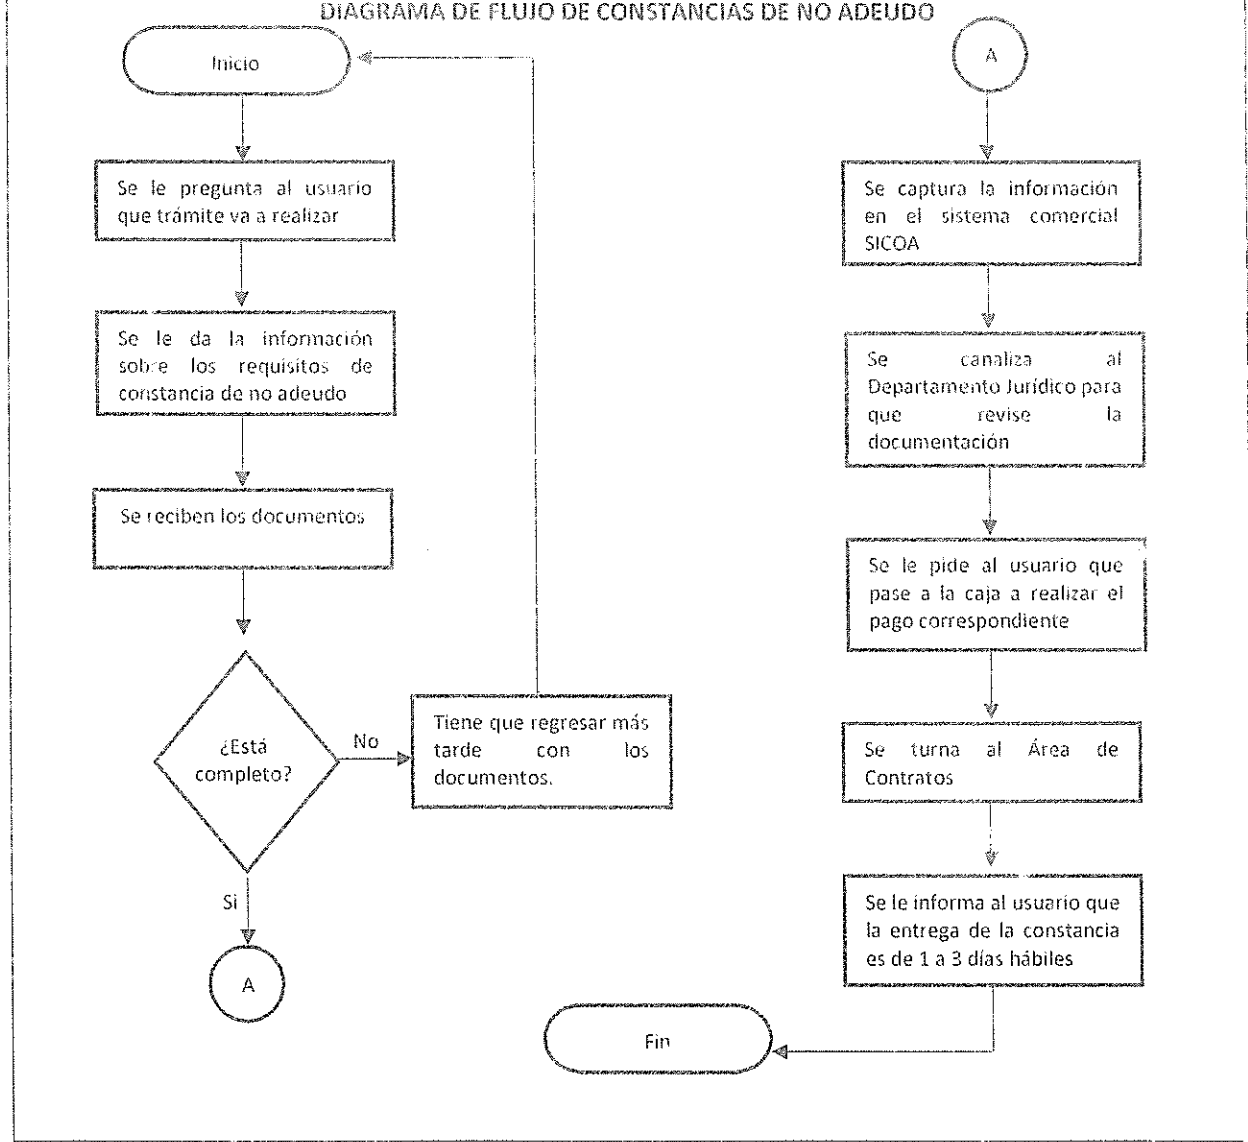 DIAGRAMA DE FLUJO DE CONSTANCIAS DE NO ADEUDO
Inicio
Se le pregunta al usuario
que trámite va a realizar
Se le da la información
sobre los requisitos de
constancia de no adeudo
Se reciben los documentos
¿Está
completo?
No
Tiene que regresar más
tarde con los
documentos.
Si
A
A
Se captura la información
en el sistema comercial
SICOA
Se canaliza al
Departamento Jurídico para
que revise la
documentación
Se le pide al usuario que
pase a la caja a realizar el
pago correspondiente
Se turna al Área de
Contratos
Se le informa al usuario que
la entrega de la constancia
es de 1 a 3 días hábiles
Fin